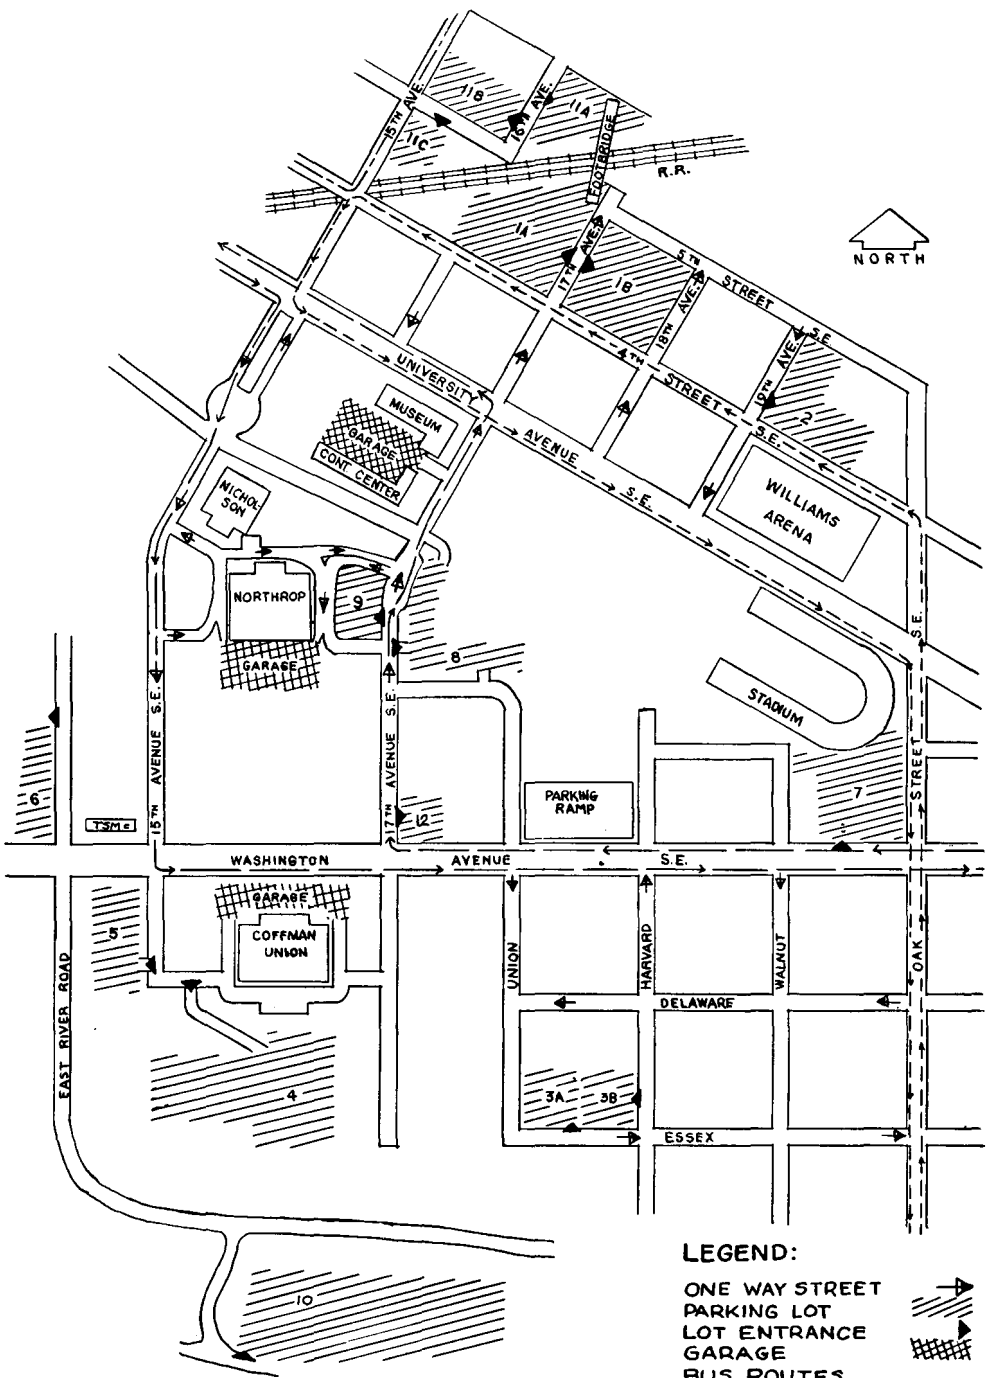 11B
15TH AVE.
16TH AVE.
11A
11C
FOOTBRIDGE
R.R.
1A
17TH AVE.
1B
5TH STREET S.E.
NORTH
18TH AVE.
19TH AVE.
2
4TH STREET S.E.
UNIVERSITY AVENUE S.E.
MUSEUM
GARAGE
CONT CENTER
NICHOL-
SON
WILLIAMS
ARENA
NORTHROP
9
GARAGE
8
STADIUM
15TH AVENUE S.E.
17TH AVENUE S.E.
OAK STREET S.E.
6
TSMc
12
PARKING
RAMP
7
WASHINGTON AVENUE S.E.
GARAGE
COFFMAN
UNION
5
EAST RIVER ROAD
UNION
HARVARD
WALNUT
DELAWARE
4
3A
3B
ESSEX
10
LEGEND:
ONE WAY STREET
PARKING LOT
LOT ENTRANCE
GARAGE
BUS ROUTES